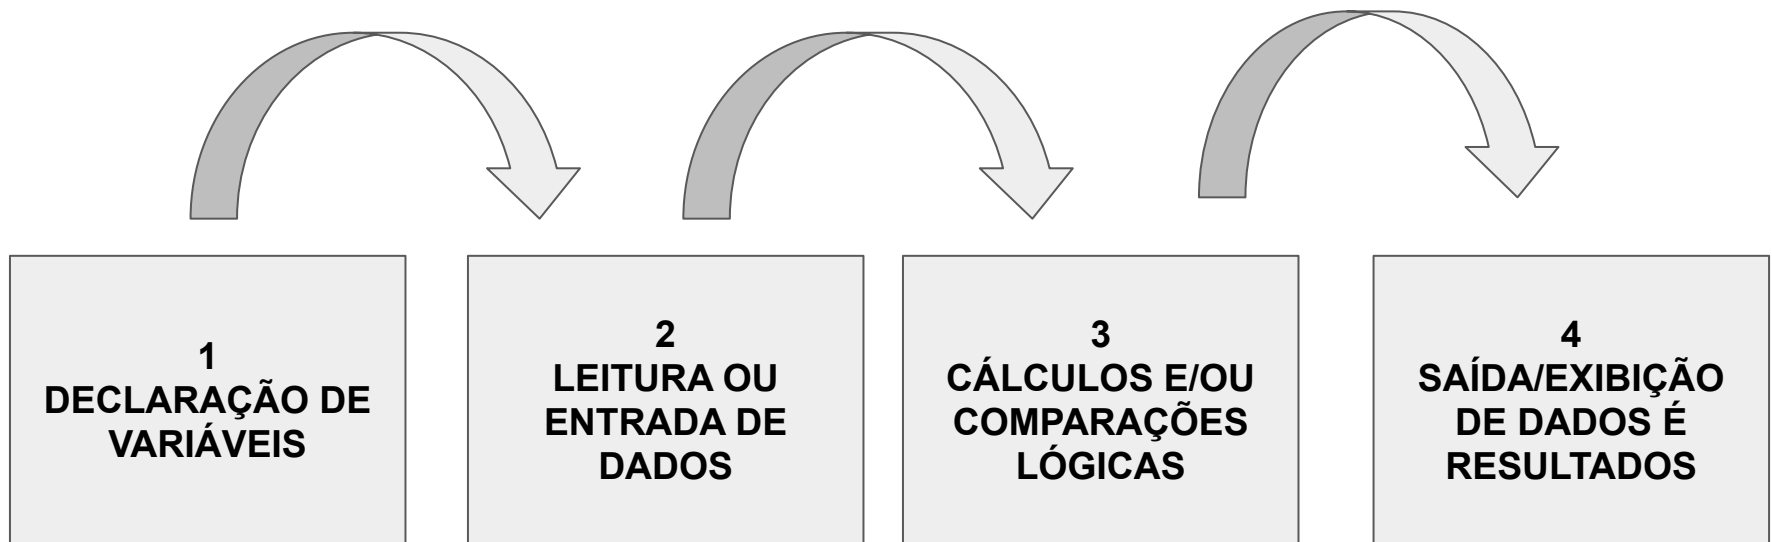 1
DECLARAÇÃO DE
VARIÁVEIS
2
LEITURA OU
ENTRADA DE
DADOS
3
CÁLCULOS E/OU
COMPARAÇÕES
LÓGICAS
4
SAÍDA/EXIBIÇÃO
DE DADOS É
RESULTADOS